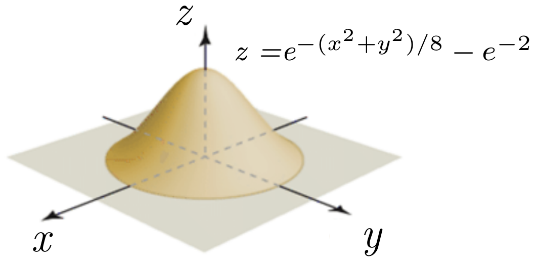 z
z = e^{-(x^2+y^2)/8} - e^{-2}
x
y